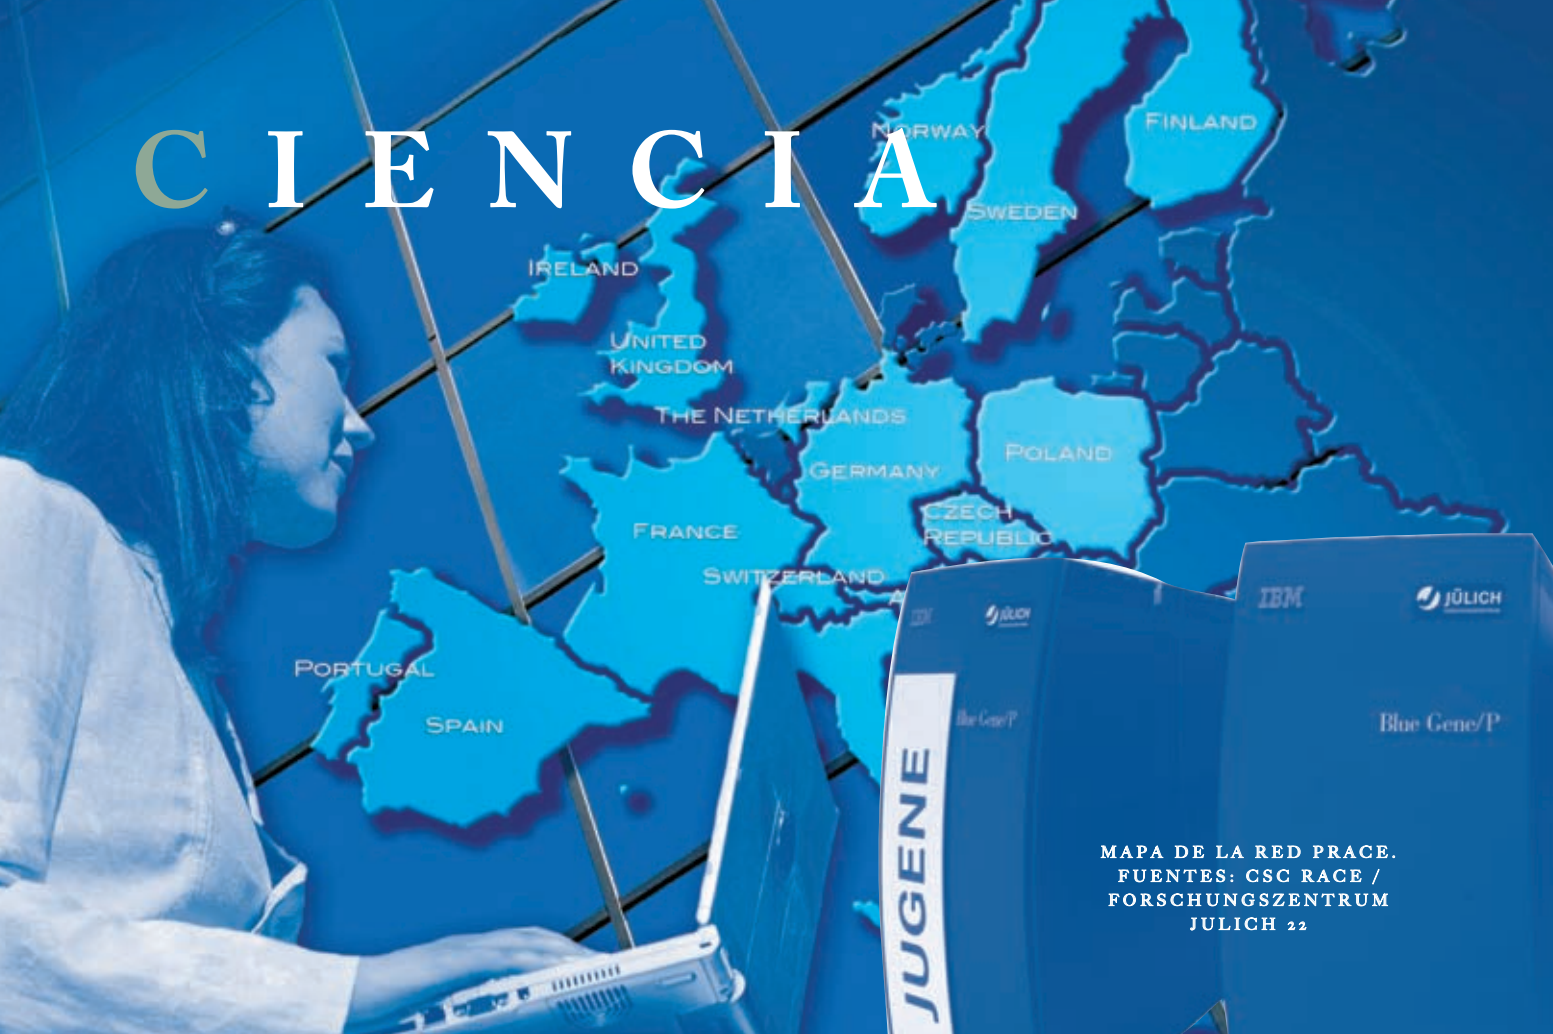 CIENCIA
NORWAY
FINLAND
SWEDEN
IRELAND
UNITED
KINGDOM
THE NETHERLANDS
GERMANY
POLAND
CZECH
REPUBLIC
FRANCE
SWITZERLAND
PORTUGAL
SPAIN
IBM
JÜLICH
Blue Gene/P
JUGENE
IBM
JÜLICH
Blue Gene/P
MAPA DE LA RED PRACE.
FUENTES: CSC RACE /
FORSCHUNGSZENTRUM
JULICH 22